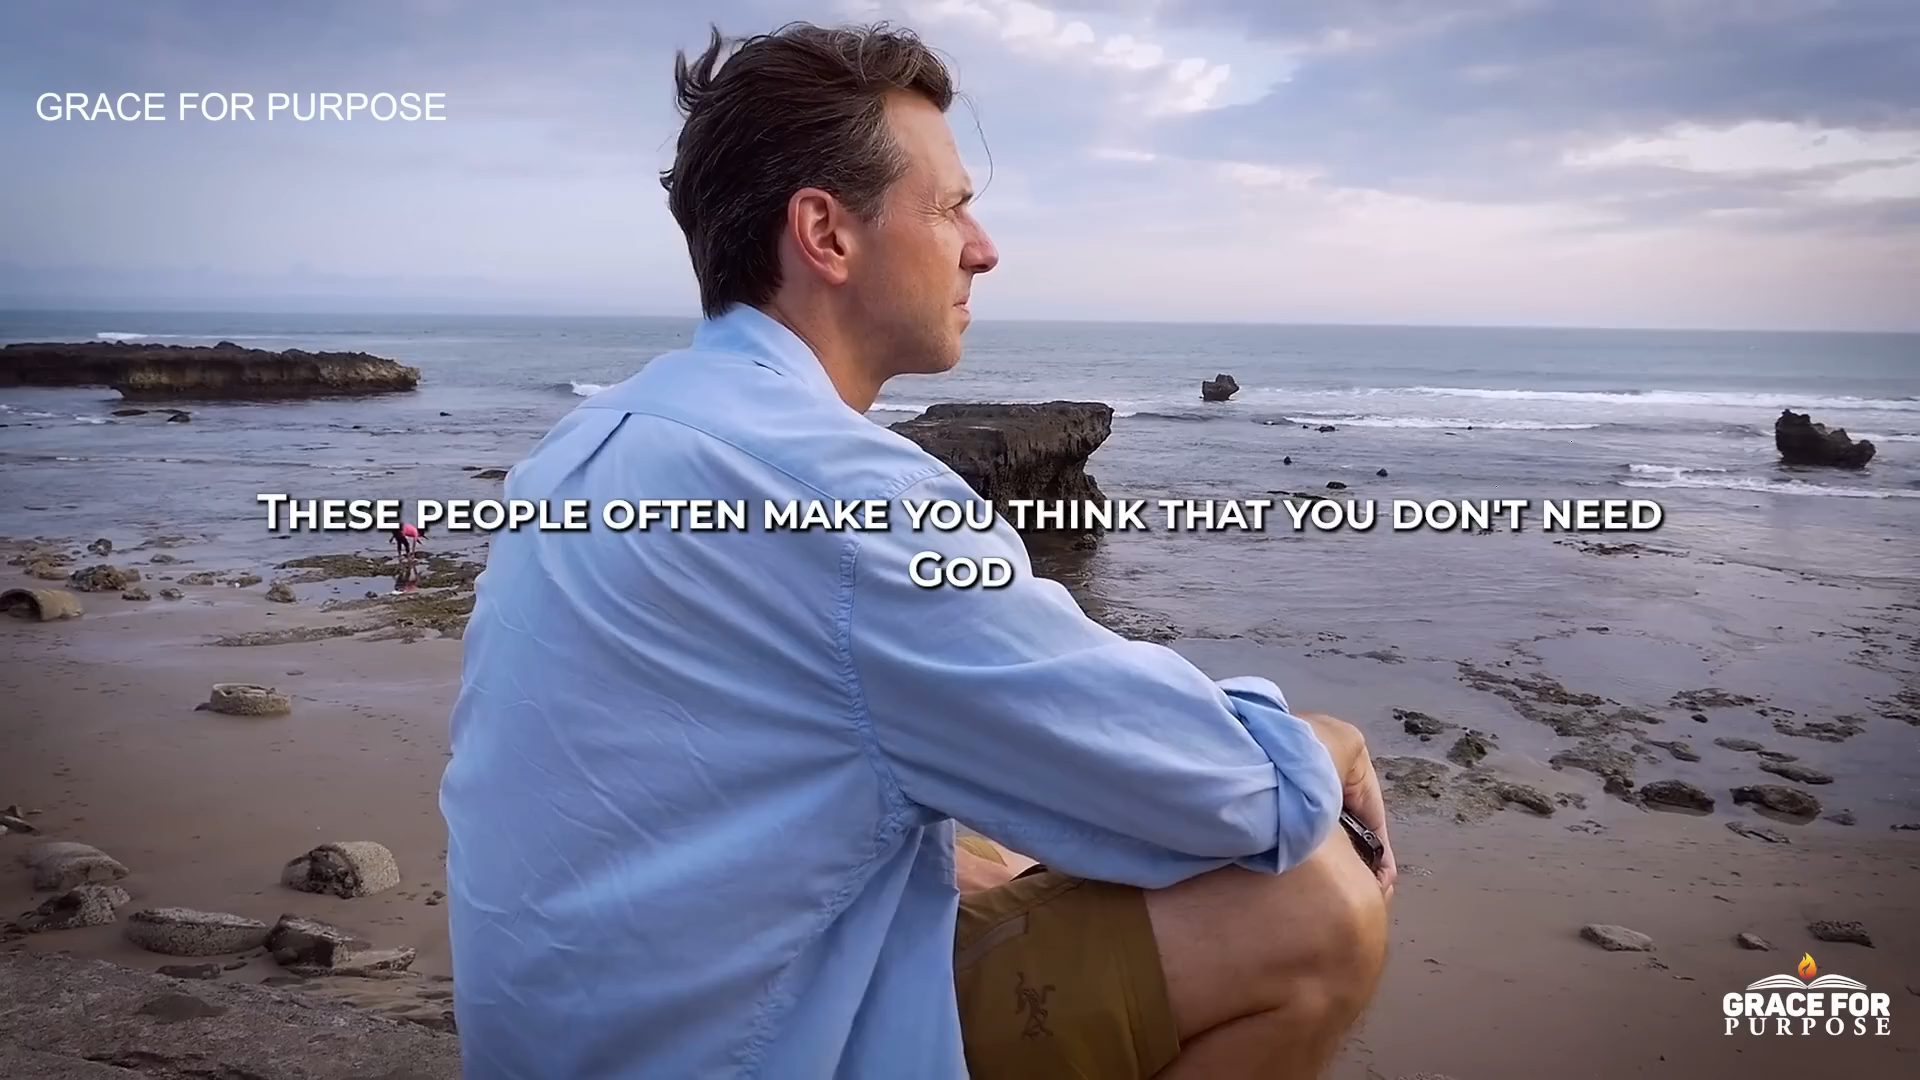 GRACE FOR PURPOSE
These people often make you think that you don't need
God
GRACE FOR
PURPOSE